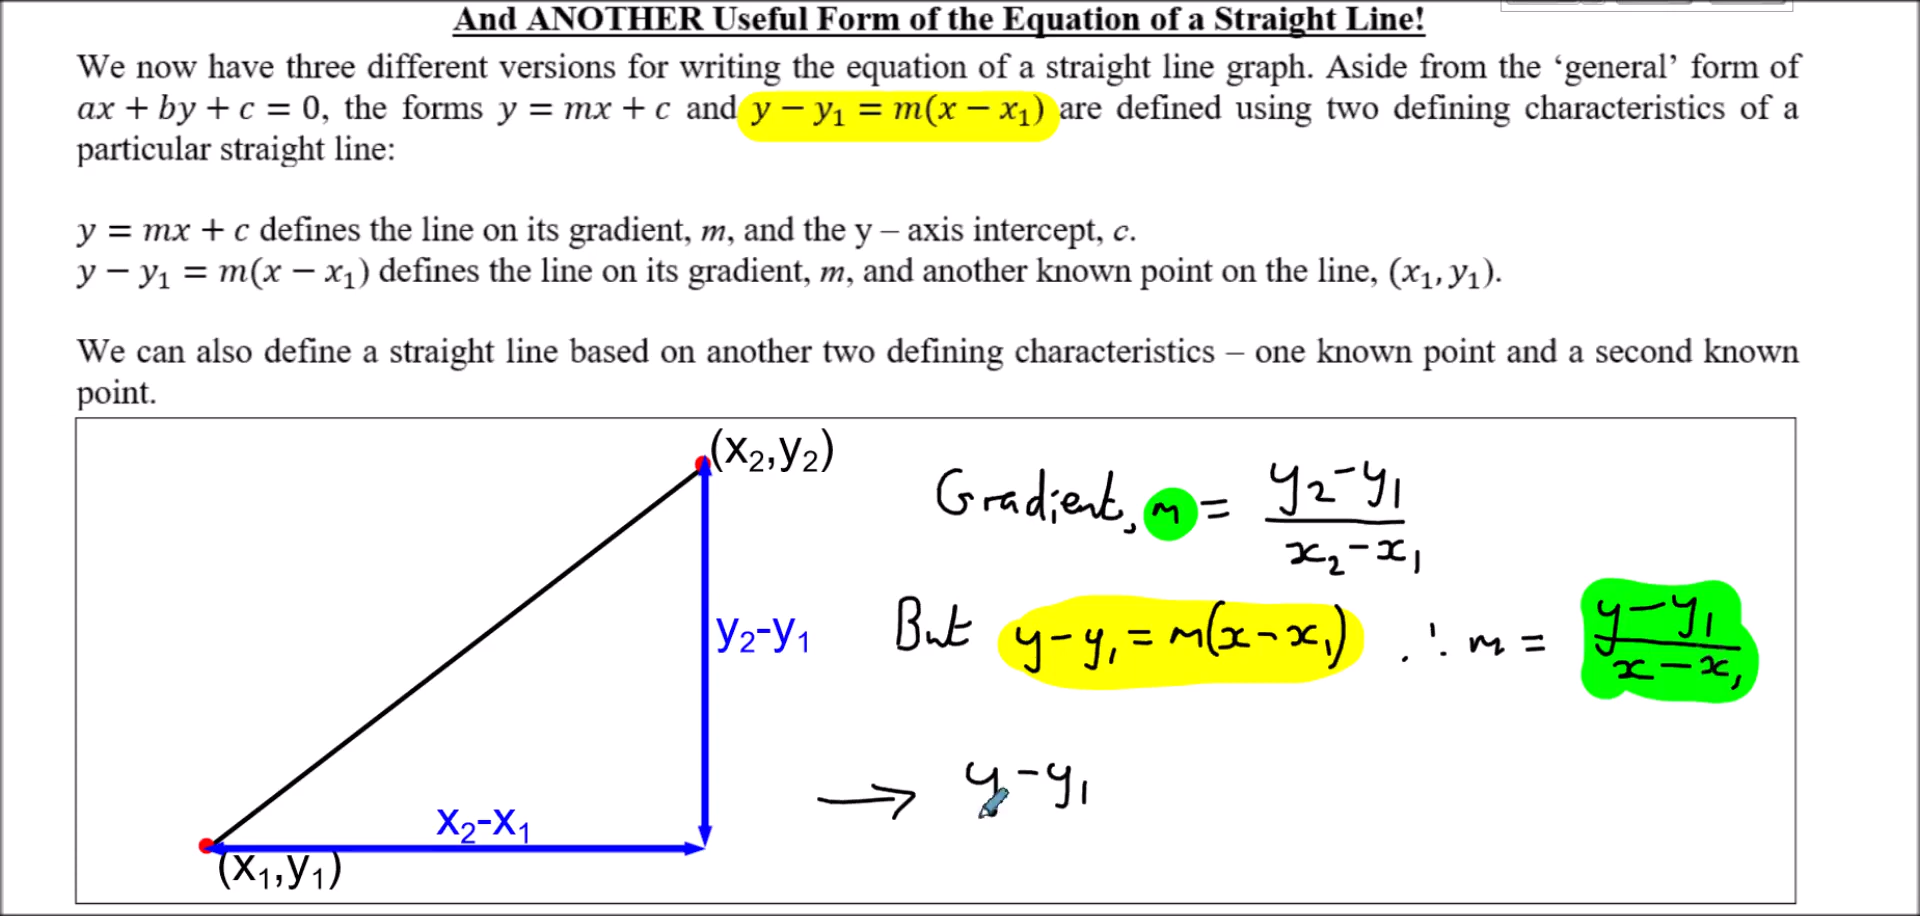 And ANOTHER Useful Form of the Equation of a Straight Line!
We now have three different versions for writing the equation of a straight line graph. Aside from the ‘general’ form of
ax + by + c = 0, the forms y = mx + c and y − y₁ = m(x − x₁) are defined using two defining characteristics of a
particular straight line:
y = mx + c defines the line on its gradient, m, and the y – axis intercept, c.
y − y₁ = m(x − x₁) defines the line on its gradient, m, and another known point on the line, (x₁, y₁).
We can also define a straight line based on another two defining characteristics – one known point and a second known
point.
(x₂,y₂)
Gradient, m = y₂-y₁
x₂-x₁
y₂-y₁
But y-y₁ = m(x-x₁) ∴ m = y-y₁
x-x₁
→ y-y₁
x₂-x₁
(x₁,y₁)